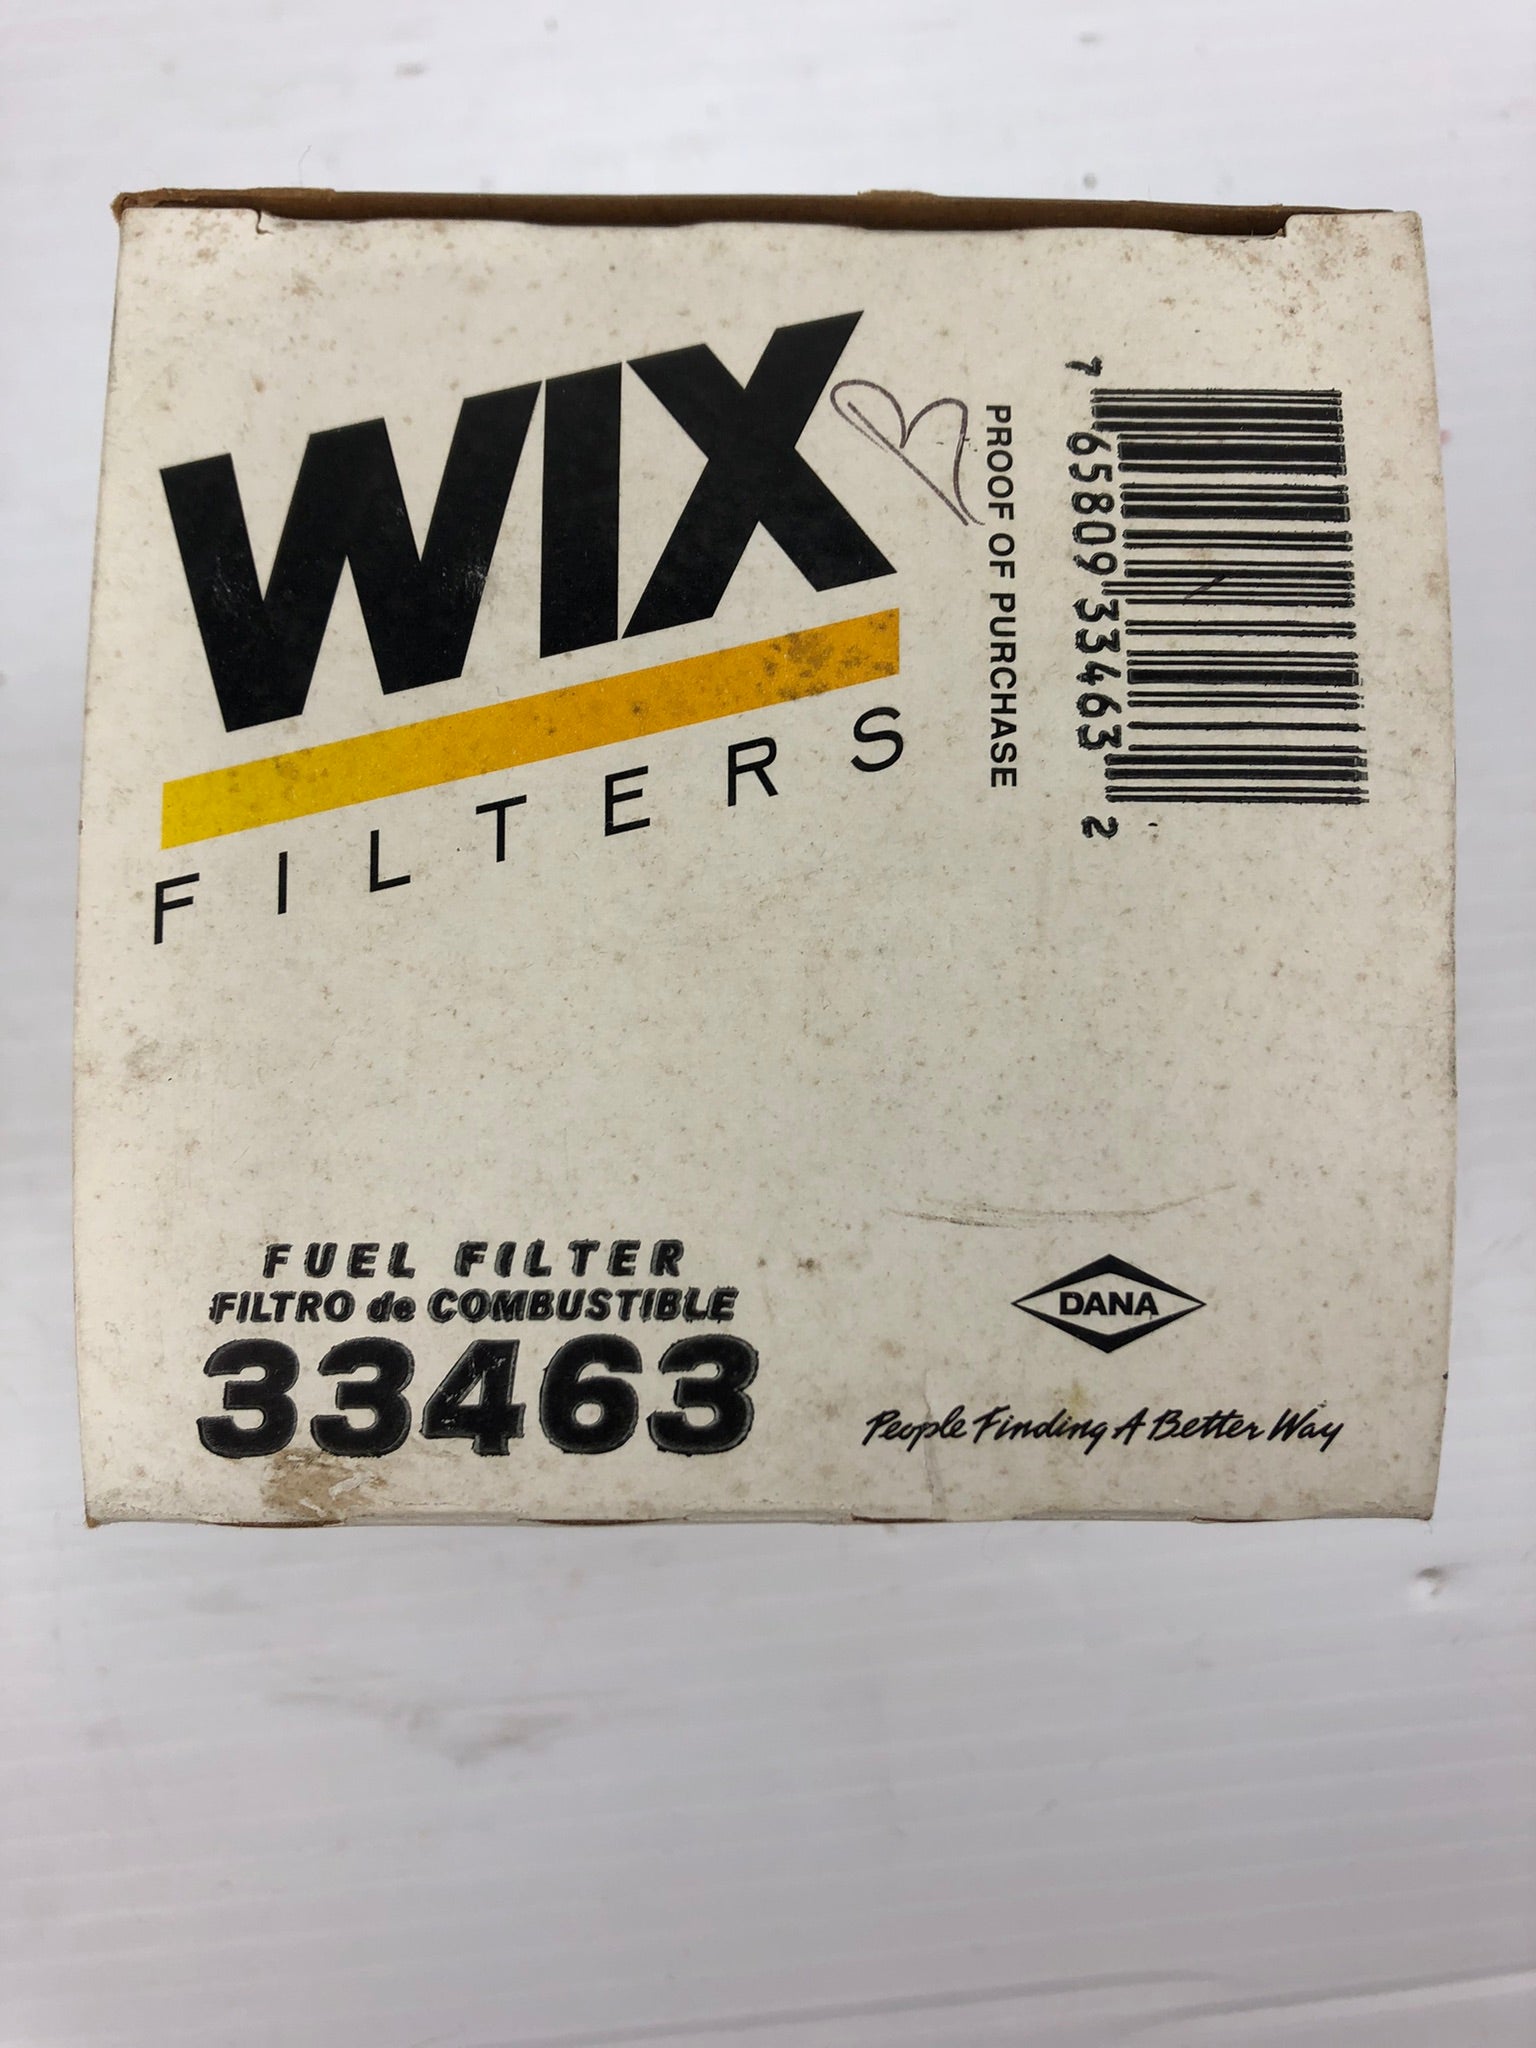 WIX
FILTERS
PROOF OF PURCHASE
7 65809 33463 2
FUEL FILTER
FILTRO de COMBUSTIBLE
33463
DANA
People Finding A Better Way